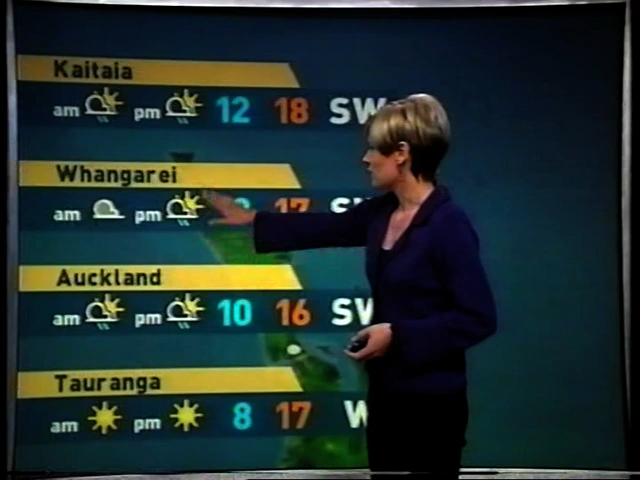 Kaitaia
am pm 12 18 SW
Whangarei
am pm 17
Auckland
am pm 10 16 SW
Tauranga
am pm 8 17 W